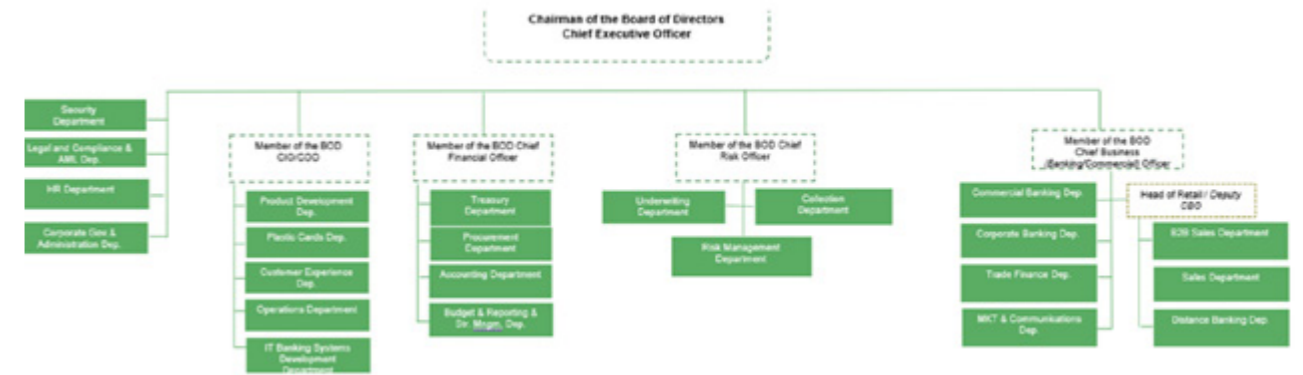 Chairman of the Board of Directors
Chief Executive Officer
Security
Department
Legal and Compliance &
AML Dep.
HR Department
Corporate Gov &
Administration Dep.
Member of the BOD
CIO/COO
Product Development
Dep.
Plastic Cards Dep.
Customer Experience
Dep.
Operations Department
IT Banking Systems
Development
Department
Member of the BOD Chief
Financial Officer
Treasury
Department
Procurement
Department
Accounting Department
Budget & Reporting &
Str. Mngm. Dep.
Member of the BOD Chief
Risk Officer
Underwriting
Department
Collection
Department
Risk Management
Department
Member of the BOD
Chief Business
(Banking/Commercial) Officer
Commercial Banking Dep.
Corporate Banking Dep.
Trade Finance Dep.
MKT & Communications
Dep.
Head of Retail / Deputy
CBO
B2B Sales Department
Sales Department
Distance Banking Dep.